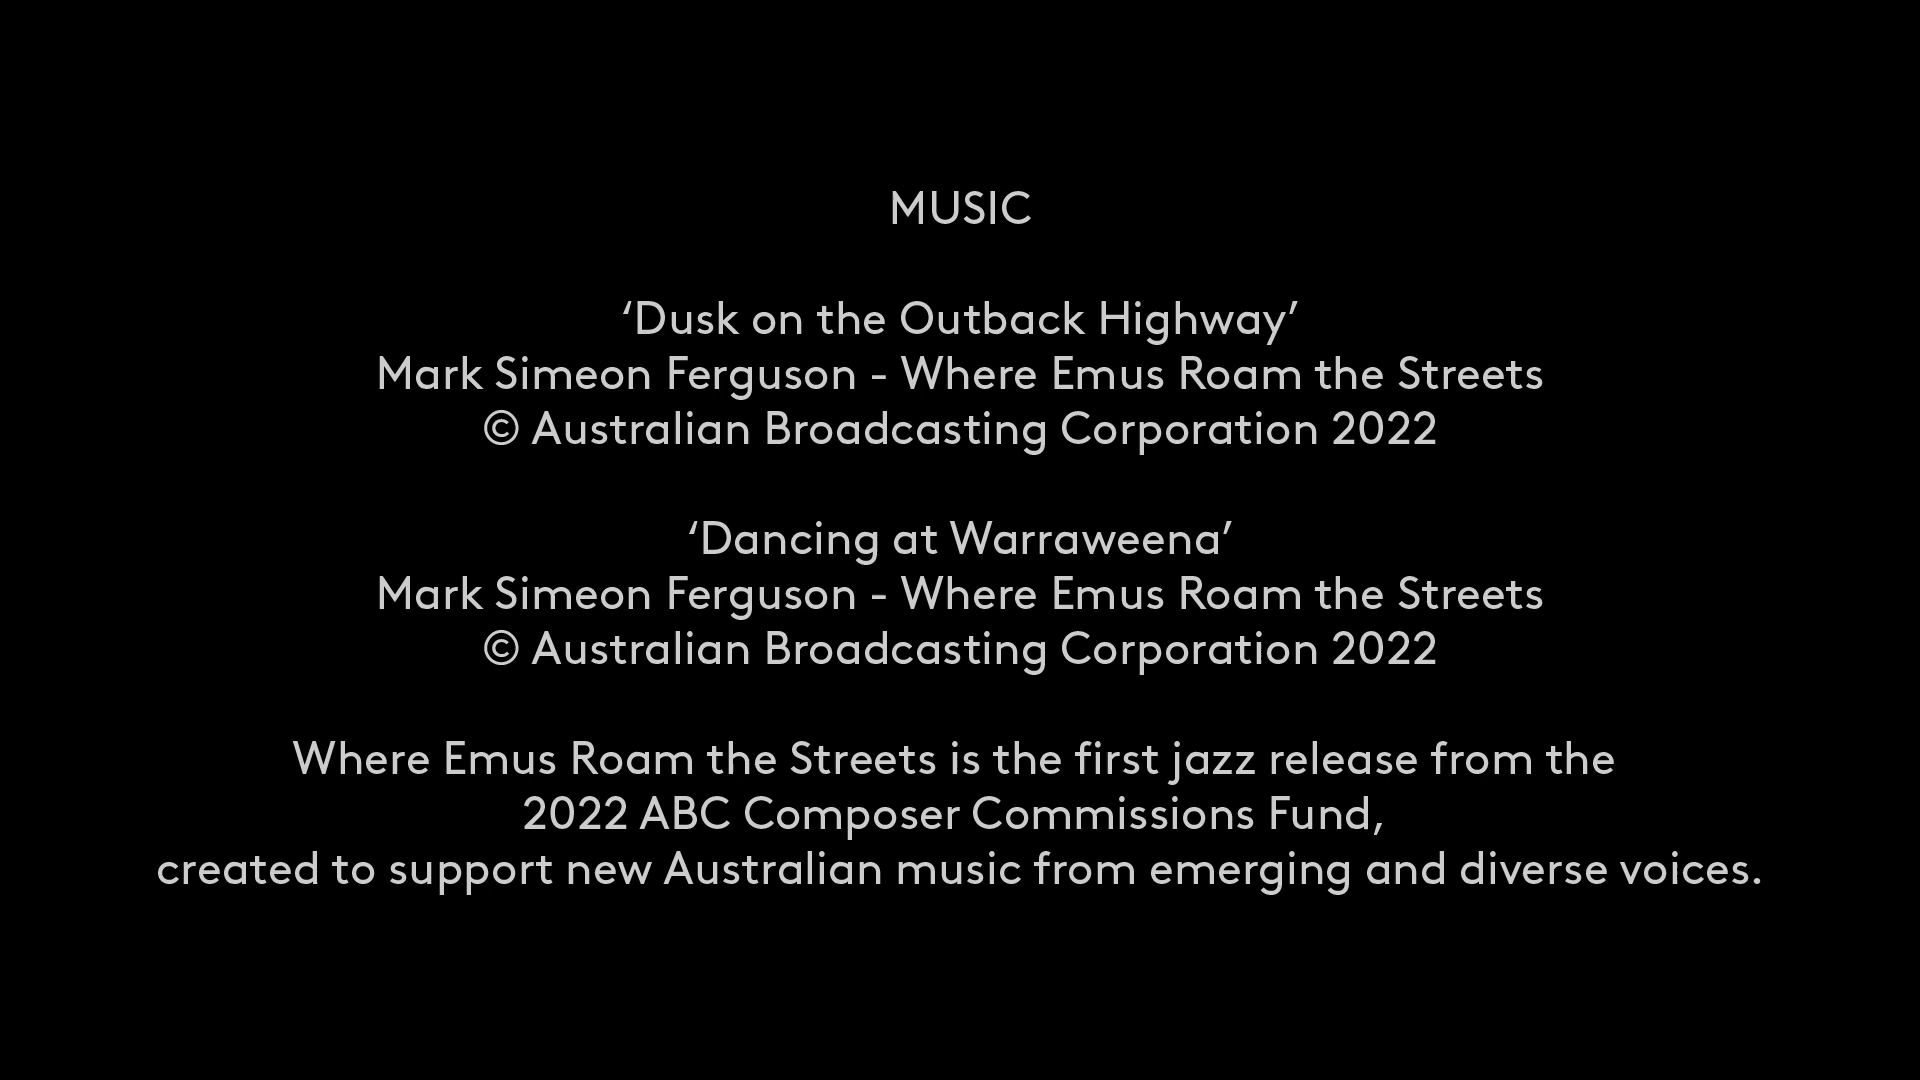 MUSIC
‘Dusk on the Outback Highway’
Mark Simeon Ferguson - Where Emus Roam the Streets
© Australian Broadcasting Corporation 2022
‘Dancing at Warraweena’
Mark Simeon Ferguson - Where Emus Roam the Streets
© Australian Broadcasting Corporation 2022
Where Emus Roam the Streets is the first jazz release from the
2022 ABC Composer Commissions Fund,
created to support new Australian music from emerging and diverse voices.